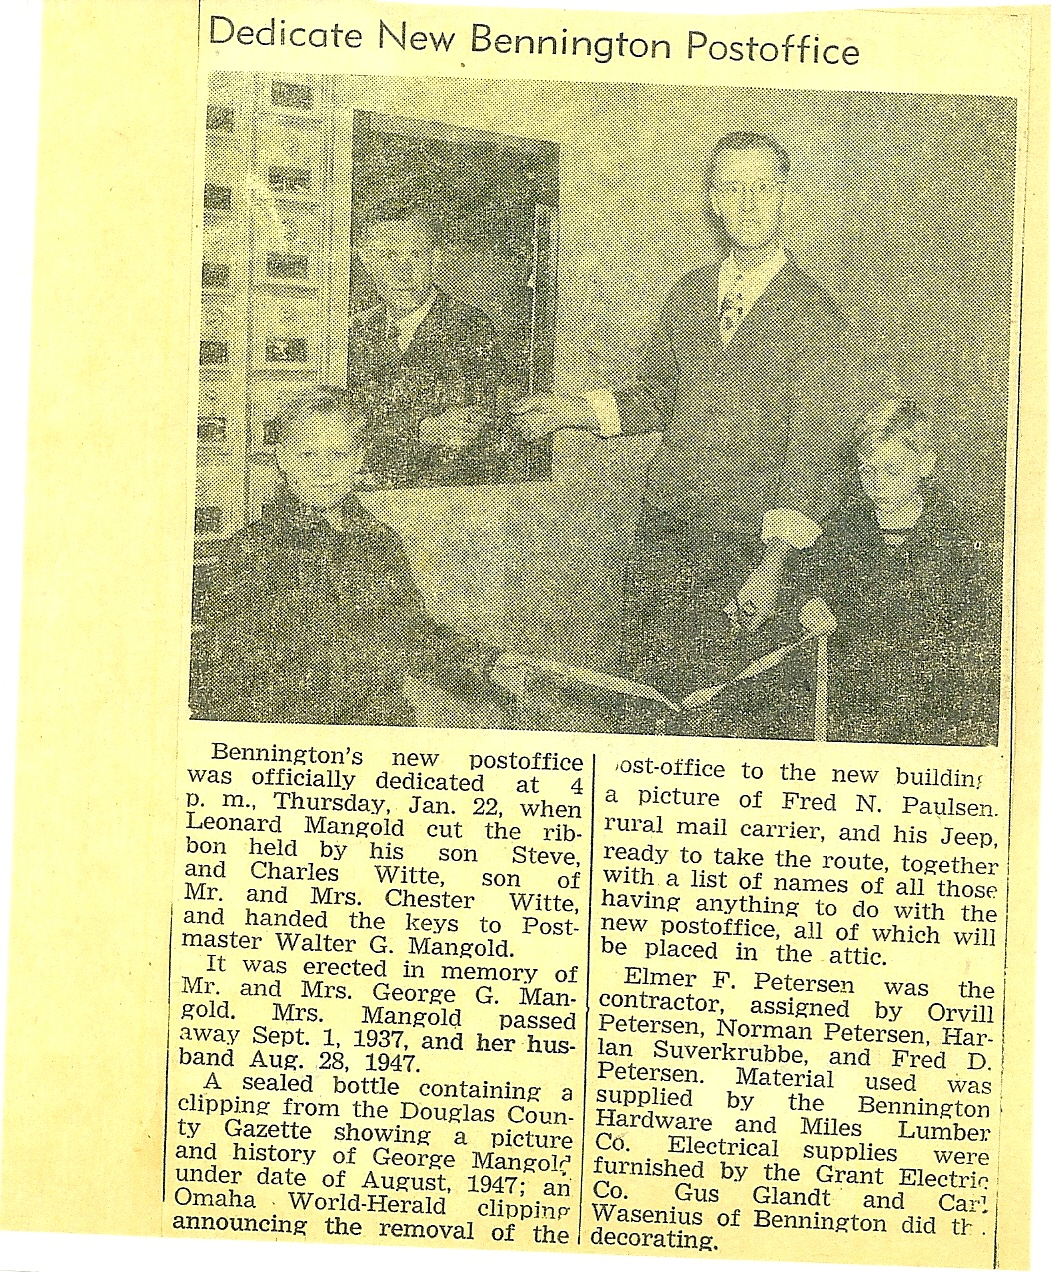 Dedicate New Bennington Postoffice
Bennington's new postoffice
was officially dedicated at 4
p. m., Thursday, Jan. 22, when
Leonard Mangold cut the rib-
bon held by his son Steve,
and Charles Witte, son of
Mr. and Mrs. Chester Witte,
and handed the keys to Post-
master Walter G. Mangold.
It was erected in memory of
Mr. and Mrs. George G. Man-
gold. Mrs. Mangold passed
away Sept. 1, 1937, and her hus-
band Aug. 28, 1947.
A sealed bottle containing a
clipping from the Douglas Coun-
ty Gazette showing a picture
and history of George Mangold
under date of August, 1947; an
Omaha World-Herald clipping
announcing the removal of the
ost-office to the new building
a picture of Fred N. Paulsen.
rural mail carrier, and his Jeep,
ready to take the route, together
with a list of names of all those
having anything to do with the
new postoffice, all of which will
be placed in the attic.
Elmer F. Petersen was the
contractor, assigned by Orvill
Petersen, Norman Petersen, Har-
lan Suverkrubbe, and Fred D.
Petersen. Material used was
supplied by the Bennington
Hardware and Miles Lumber
Co. Electrical supplies were
furnished by the Grant Electric
Co. Gus Glandt and Carl
Wasenius of Bennington did th
decorating.